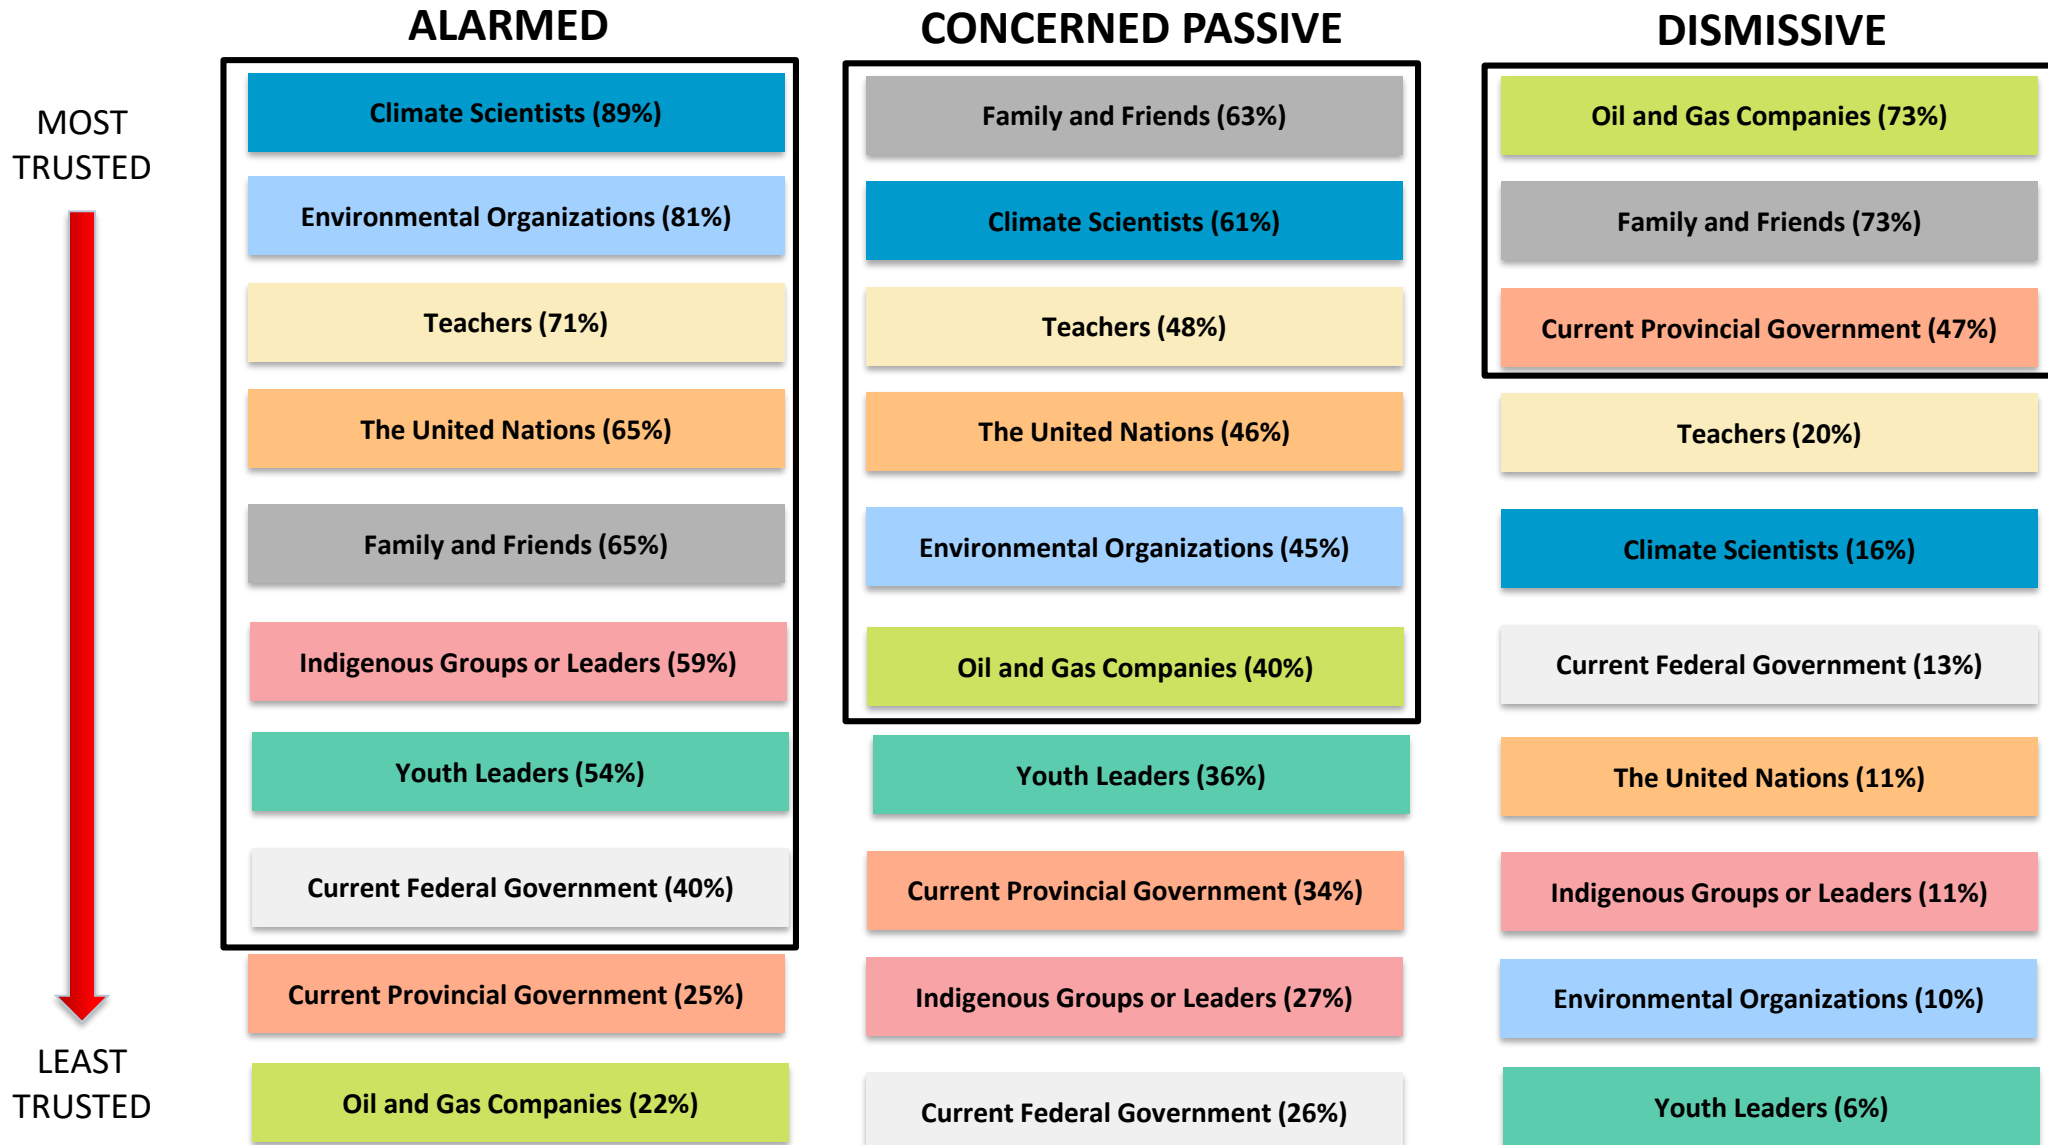 ALARMED
CONCERNED PASSIVE
DISMISSIVE
MOST
TRUSTED
LEAST
TRUSTED
Climate Scientists (89%)
Environmental Organizations (81%)
Teachers (71%)
The United Nations (65%)
Family and Friends (65%)
Indigenous Groups or Leaders (59%)
Youth Leaders (54%)
Current Federal Government (40%)
Current Provincial Government (25%)
Oil and Gas Companies (22%)
Family and Friends (63%)
Climate Scientists (61%)
Teachers (48%)
The United Nations (46%)
Environmental Organizations (45%)
Oil and Gas Companies (40%)
Youth Leaders (36%)
Current Provincial Government (34%)
Indigenous Groups or Leaders (27%)
Current Federal Government (26%)
Oil and Gas Companies (73%)
Family and Friends (73%)
Current Provincial Government (47%)
Teachers (20%)
Climate Scientists (16%)
Current Federal Government (13%)
The United Nations (11%)
Indigenous Groups or Leaders (11%)
Environmental Organizations (10%)
Youth Leaders (6%)